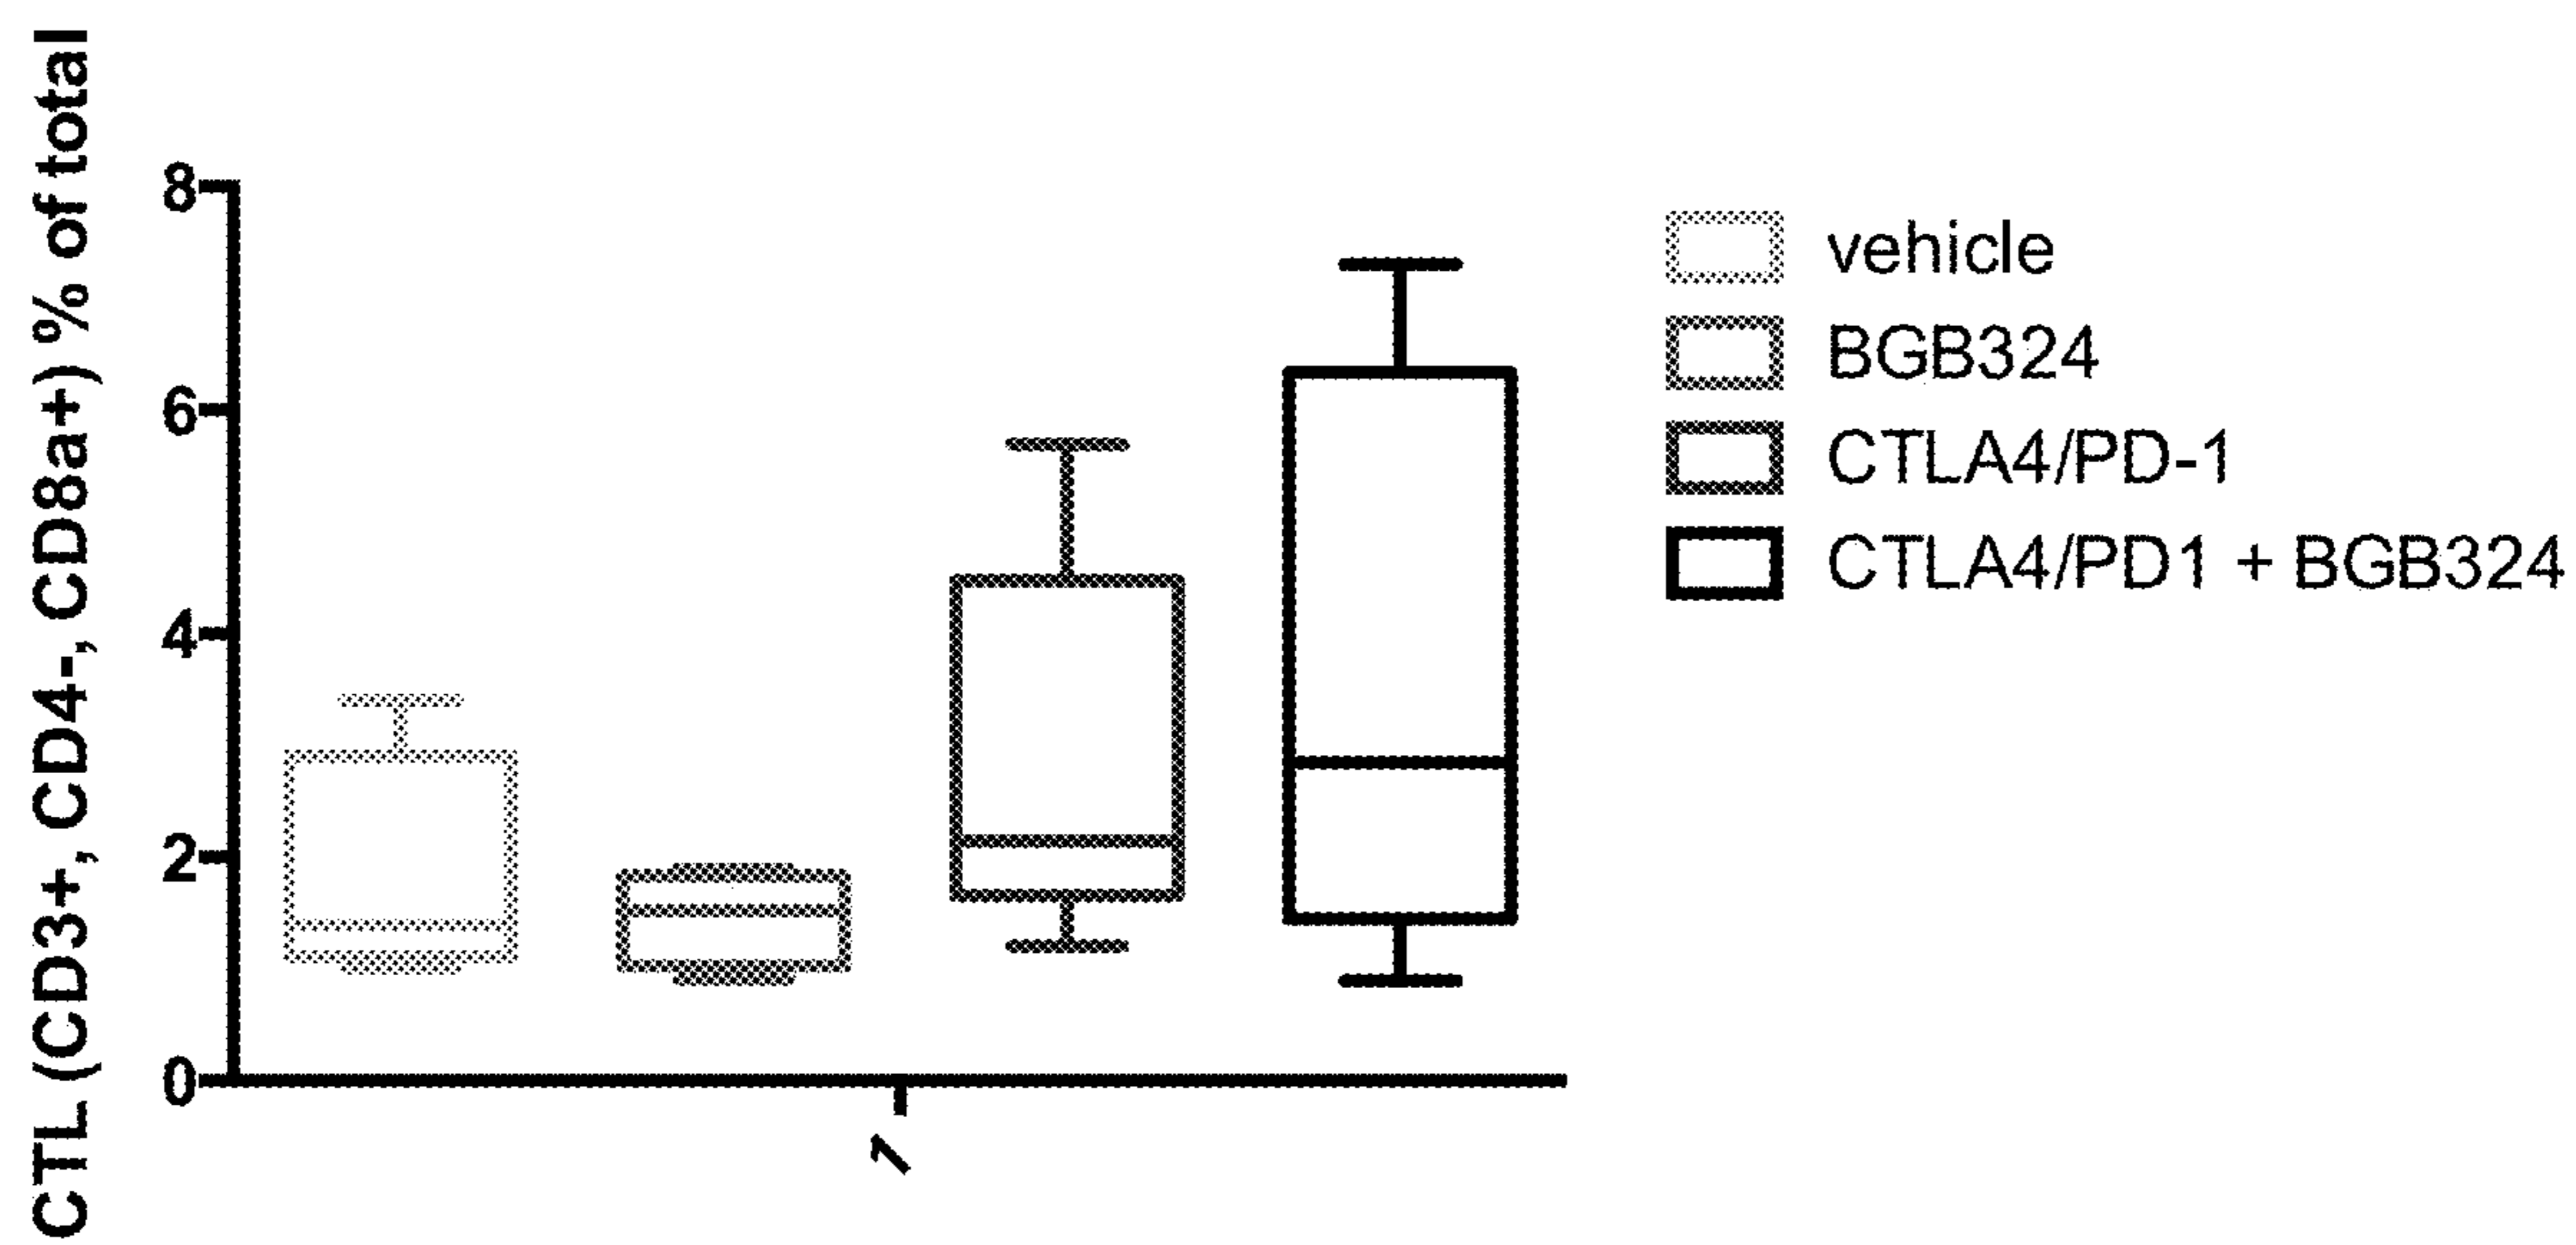 CTL (CD3+, CD4-, CD8a+) % of total
8
6
4
2
0
1
vehicle
BGB324
CTLA4/PD-1
CTLA4/PD1 + BGB324